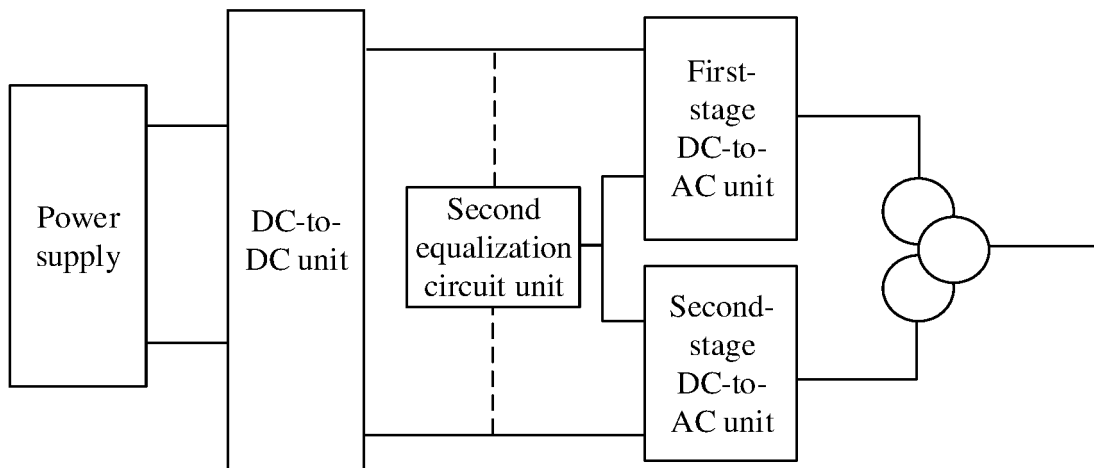 Power
supply
DC-to-
DC unit
Second
equalization
circuit unit
First-
stage
DC-to-
AC unit
Second-
stage
DC-to-
AC unit